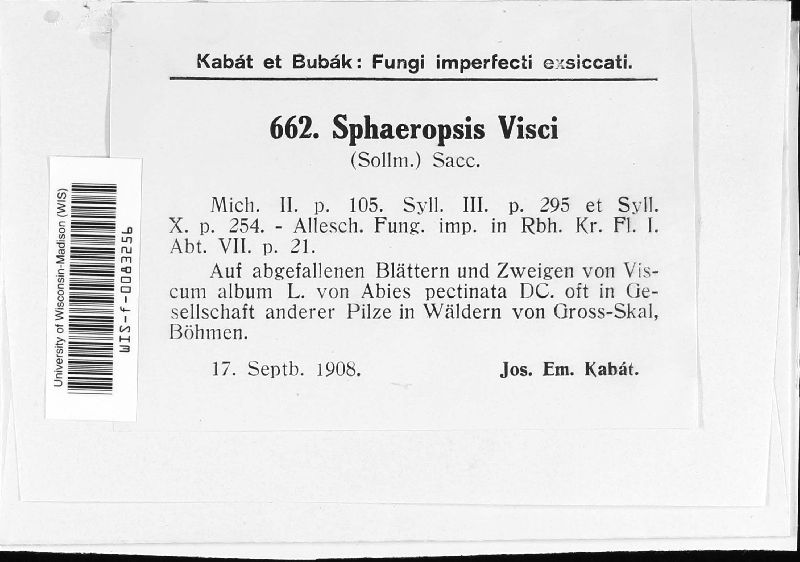 Kabát et Bubák: Fungi imperfecti exsiccati.
662. Sphaeropsis Visci
(Sollm.) Sacc.
Mich. II. p. 105. Syll. III. p. 295 et Syll.
X. p. 254. - Allesch. Fung. imp. in Rbh. Kr. Fl. I.
Abt. VII. p. 21.
Auf abgefallenen Blättern und Zweigen von Vis-
cum album L. von Abies pectinata DC. oft in Ge-
sellschaft anderer Pilze in Wäldern von Gross-Skal,
Böhmen.
17. Septb. 1908. Jos. Em. Kabát.
University of Wisconsin-Madison (WIS)
WIS-f-0083256